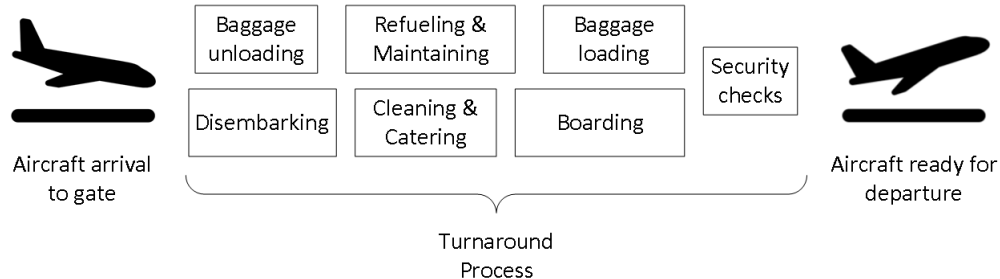 Baggage
unloading
Refueling &
Maintaining
Baggage
loading
Security
checks
Disembarking
Cleaning &
Catering
Boarding
Aircraft arrival
to gate
Aircraft ready for
departure
Turnaround
Process